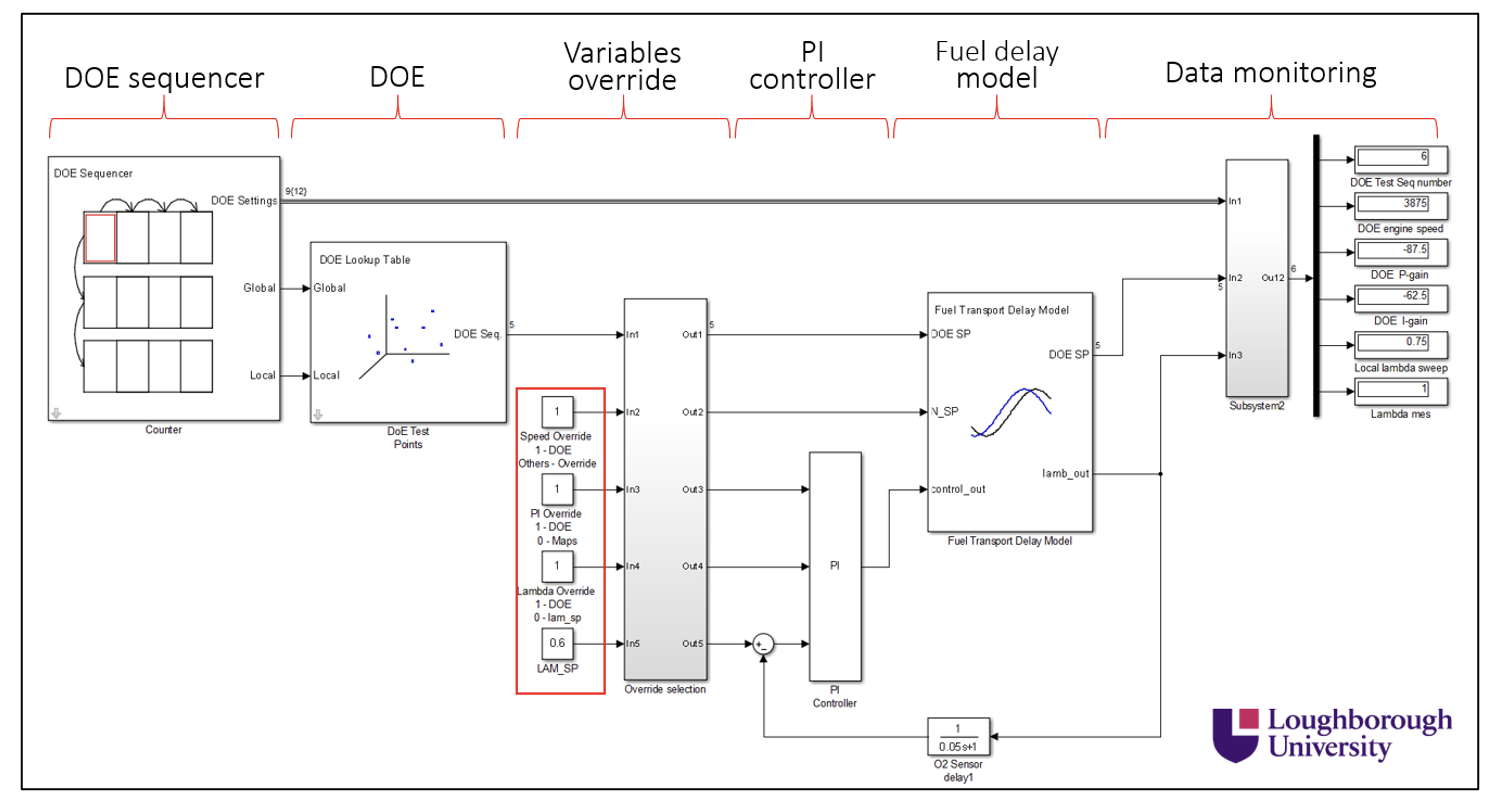 DOE sequencer
DOE
Variables
override
PI
controller
Fuel delay
model
Data monitoring
DOE Sequencer
DOE Settings
Global
Local
Counter
9{12}
DOE Lookup Table
Global
Local
DOE Seq.
DoE Test
Points
5
1
Speed Override
1 - DOE
Others - Override
1
PI Override
1 - DOE
0 - Maps
1
Lambda Override
1 - DOE
0 - lam_sp
0.6
LAM_SP
In1
In2
In3
In4
In5
Out1
Out2
Out3
Out4
Out5
Override selection
5
+_
PI
PI
Controller
Fuel Transport Delay Model
DOE SP
N_SP
control_out
DOE SP
lamb_out
Fuel Transport Delay Model
5
1
0.05s+1
O2 Sensor
delay1
In1
In2
5
In3
Out2
Subsystem2
6
6
DOE Test Seq number
3875
DOE engine speed
-87.5
DOE P-gain
-62.5
DOE I-gain
0.75
Local lambda sweep
1
Lambda mes
Loughborough
University